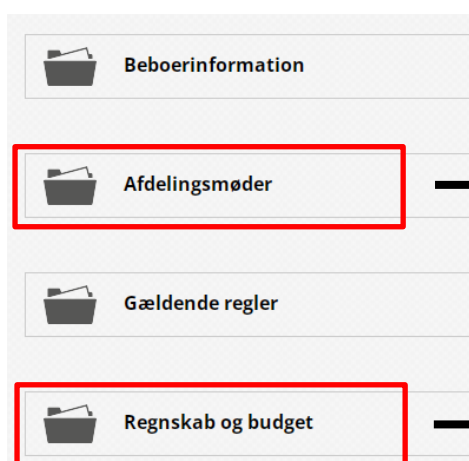 Beboerinformation
Afdelingsmøder
Gældende regler
Regnskab og budget